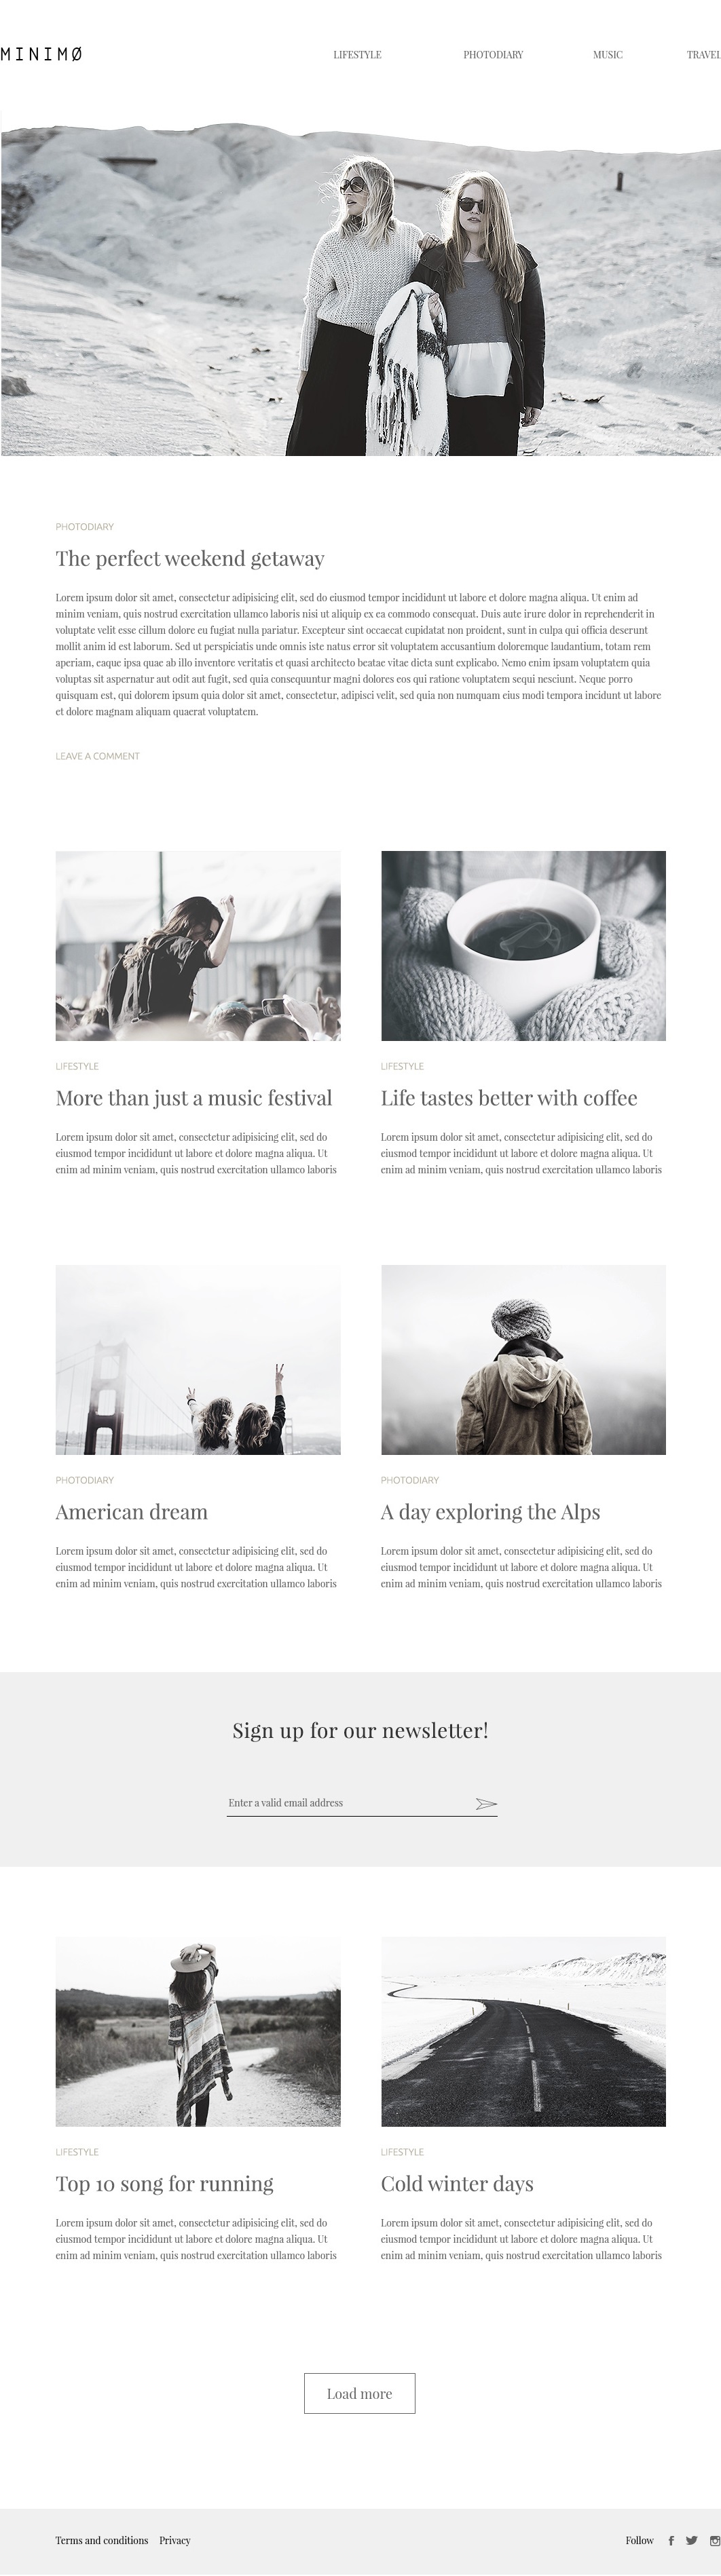 MINIMØ
LIFESTYLE PHOTODIARY MUSIC TRAVEL
PHOTODIARY
The perfect weekend getaway
Lorem ipsum dolor sit amet, consectetur adipisicing elit, sed do eiusmod tempor incididunt ut labore et dolore magna aliqua. Ut enim ad
minim veniam, quis nostrud exercitation ullamco laboris nisi ut aliquip ex ea commodo consequat. Duis aute irure dolor in reprehenderit in
voluptate velit esse cillum dolore eu fugiat nulla pariatur. Excepteur sint occaecat cupidatat non proident, sunt in culpa qui officia deserunt
mollit anim id est laborum. Sed ut perspiciatis unde omnis iste natus error sit voluptatem accusantium doloremque laudantium, totam rem
aperiam, eaque ipsa quae ab illo inventore veritatis et quasi architecto beatae vitae dicta sunt explicabo. Nemo enim ipsam voluptatem quia
voluptas sit aspernatur aut odit aut fugit, sed quia consequuntur magni dolores eos qui ratione voluptatem sequi nesciunt. Neque porro
quisquam est, qui dolorem ipsum quia dolor sit amet, consectetur, adipisci velit, sed quia non numquam eius modi tempora incidunt ut labore
et dolore magnam aliquam quaerat voluptatem.
LEAVE A COMMENT
LIFESTYLE
More than just a music festival
Lorem ipsum dolor sit amet, consectetur adipisicing elit, sed do
eiusmod tempor incididunt ut labore et dolore magna aliqua. Ut
enim ad minim veniam, quis nostrud exercitation ullamco laboris
LIFESTYLE
Life tastes better with coffee
Lorem ipsum dolor sit amet, consectetur adipisicing elit, sed do
eiusmod tempor incididunt ut labore et dolore magna aliqua. Ut
enim ad minim veniam, quis nostrud exercitation ullamco laboris
PHOTODIARY
American dream
Lorem ipsum dolor sit amet, consectetur adipisicing elit, sed do
eiusmod tempor incididunt ut labore et dolore magna aliqua. Ut
enim ad minim veniam, quis nostrud exercitation ullamco laboris
PHOTODIARY
A day exploring the Alps
Lorem ipsum dolor sit amet, consectetur adipisicing elit, sed do
eiusmod tempor incididunt ut labore et dolore magna aliqua. Ut
enim ad minim veniam, quis nostrud exercitation ullamco laboris
Sign up for our newsletter!
Enter a valid email address
LIFESTYLE
Top 10 song for running
Lorem ipsum dolor sit amet, consectetur adipisicing elit, sed do
eiusmod tempor incididunt ut labore et dolore magna aliqua. Ut
enim ad minim veniam, quis nostrud exercitation ullamco laboris
LIFESTYLE
Cold winter days
Lorem ipsum dolor sit amet, consectetur adipisicing elit, sed do
eiusmod tempor incididunt ut labore et dolore magna aliqua. Ut
enim ad minim veniam, quis nostrud exercitation ullamco laboris
Load more
Terms and conditions Privacy Follow